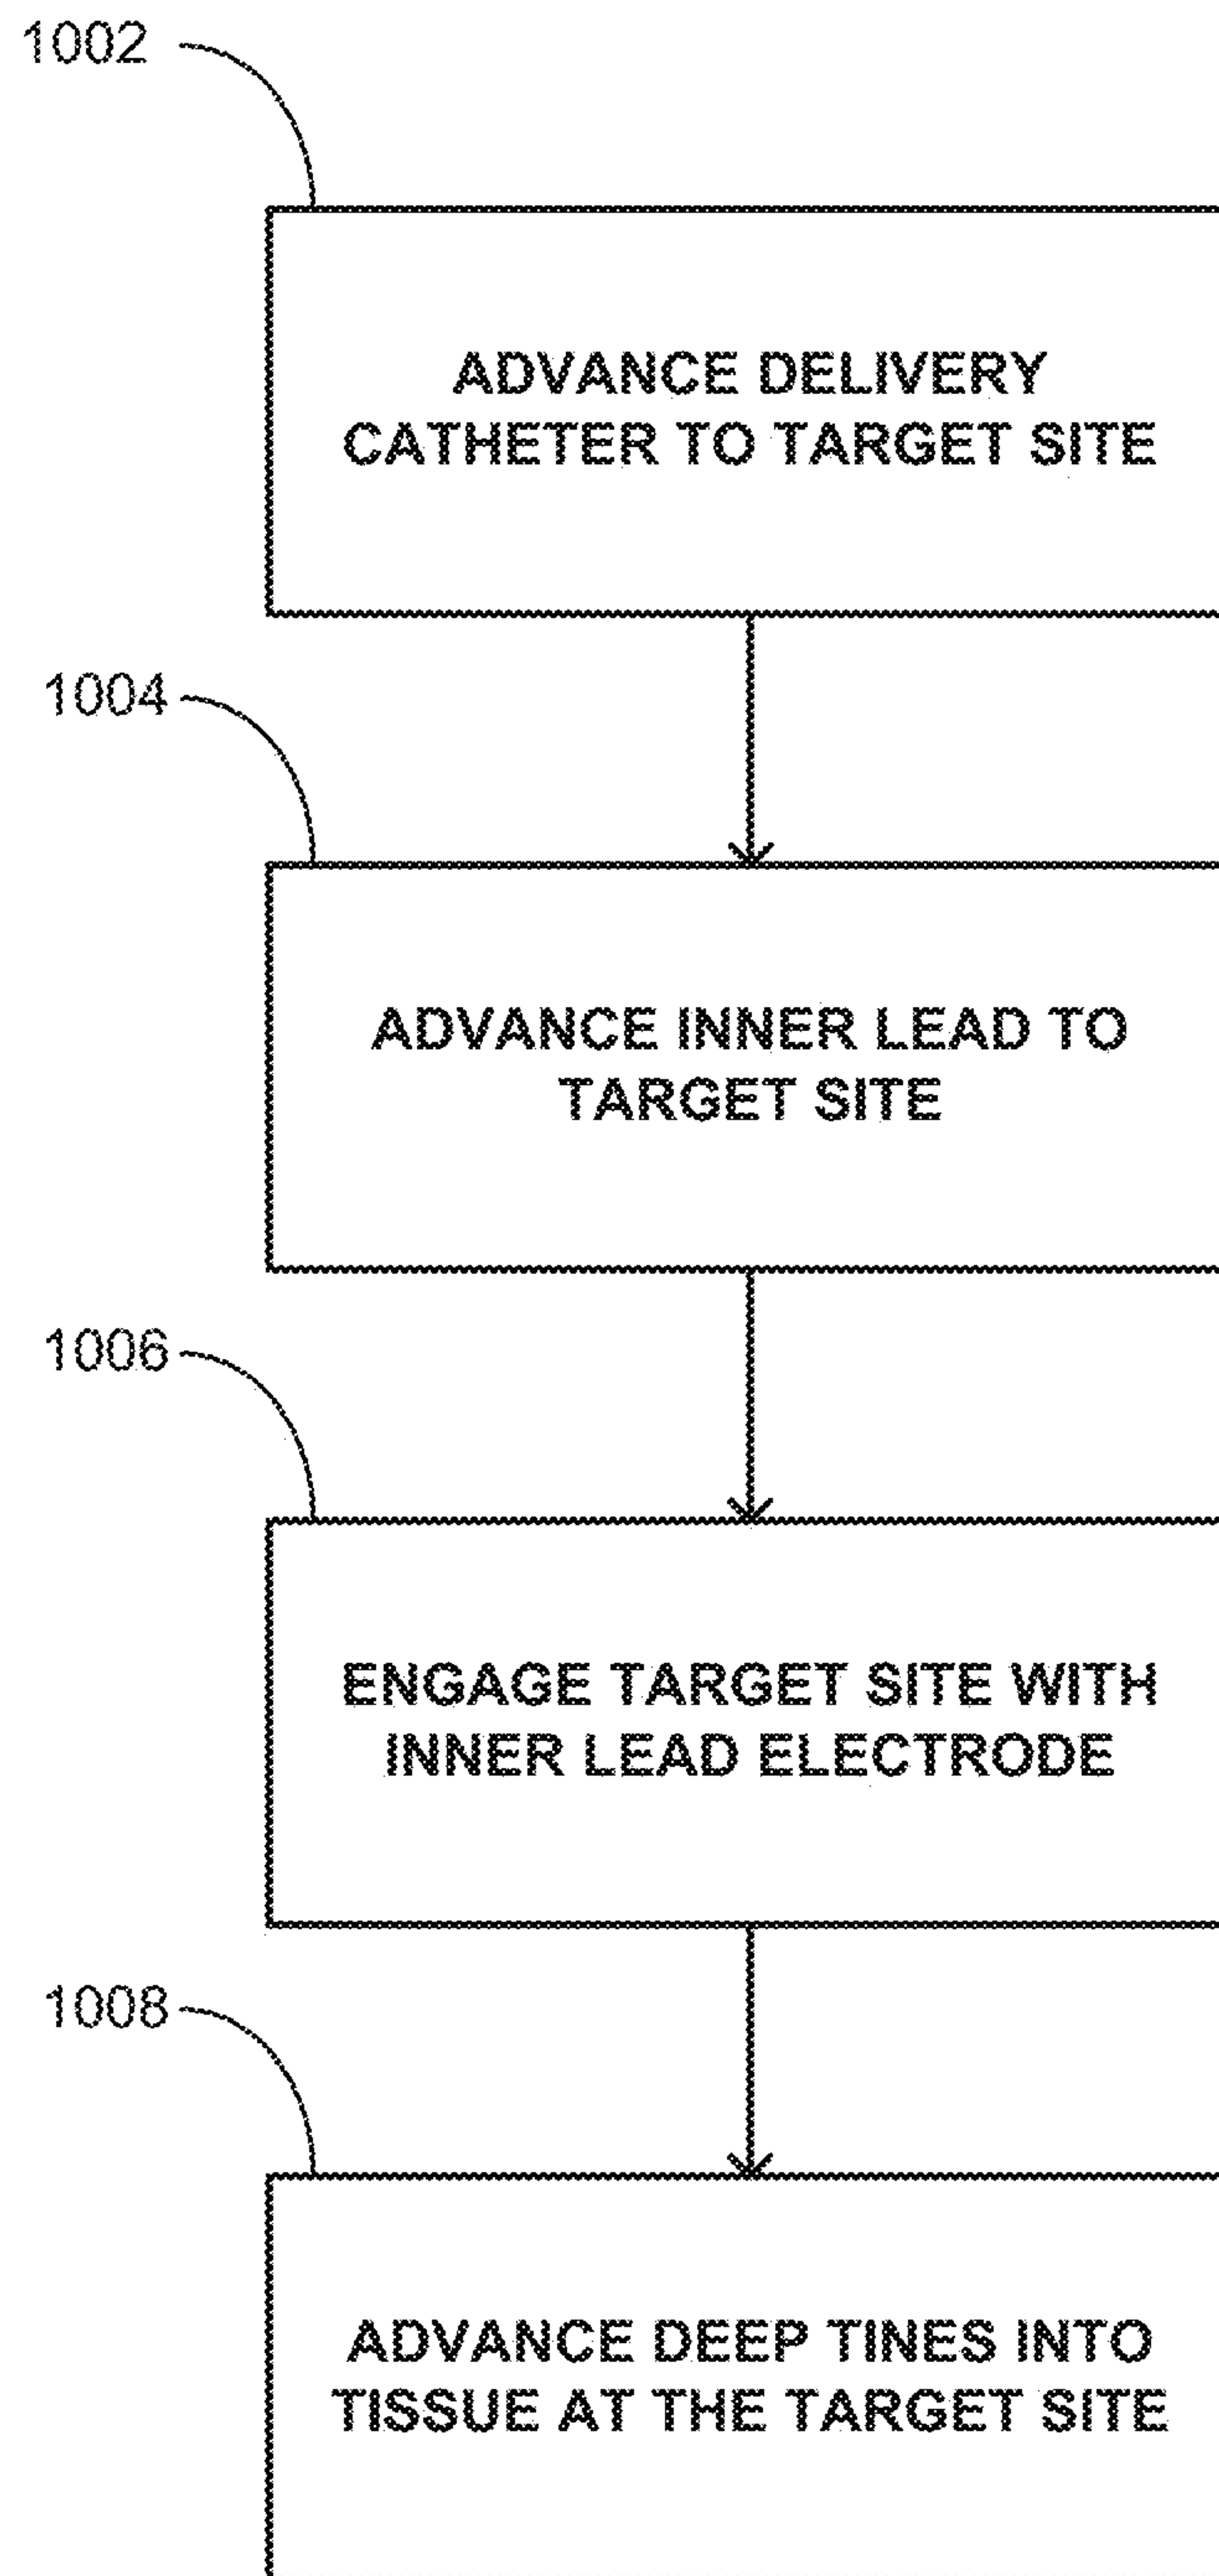 1002
ADVANCE DELIVERY
CATHETER TO TARGET SITE
1004
ADVANCE INNER LEAD TO
TARGET SITE
1006
ENGAGE TARGET SITE WITH
INNER LEAD ELECTRODE
1008
ADVANCE DEEP TINES INTO
TISSUE AT THE TARGET SITE